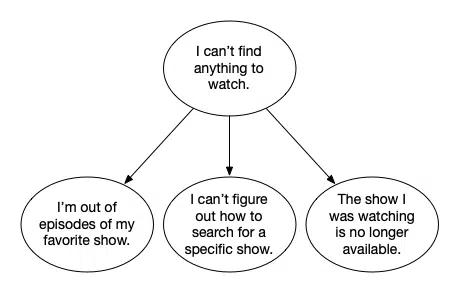 I can’t find
anything to
watch.
I’m out of
episodes of my
favorite show.
I can’t figure
out how to
search for a
specific show.
The show I
was watching
is no longer
available.